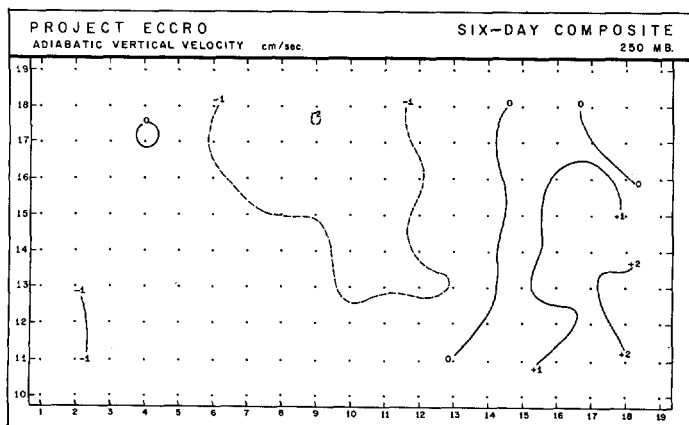 PROJECT ECCRO SIX-DAY COMPOSITE
ADIABATIC VERTICAL VELOCITY cm/sec. 250 MB.
19
18 -1 -1 0 0
-2
17 0
16 0
15 +1
14 +2
13 -1
12
11 -1 0 +1 +2
10
1 2 3 4 5 6 7 8 9 10 11 12 13 14 15 16 17 18 19